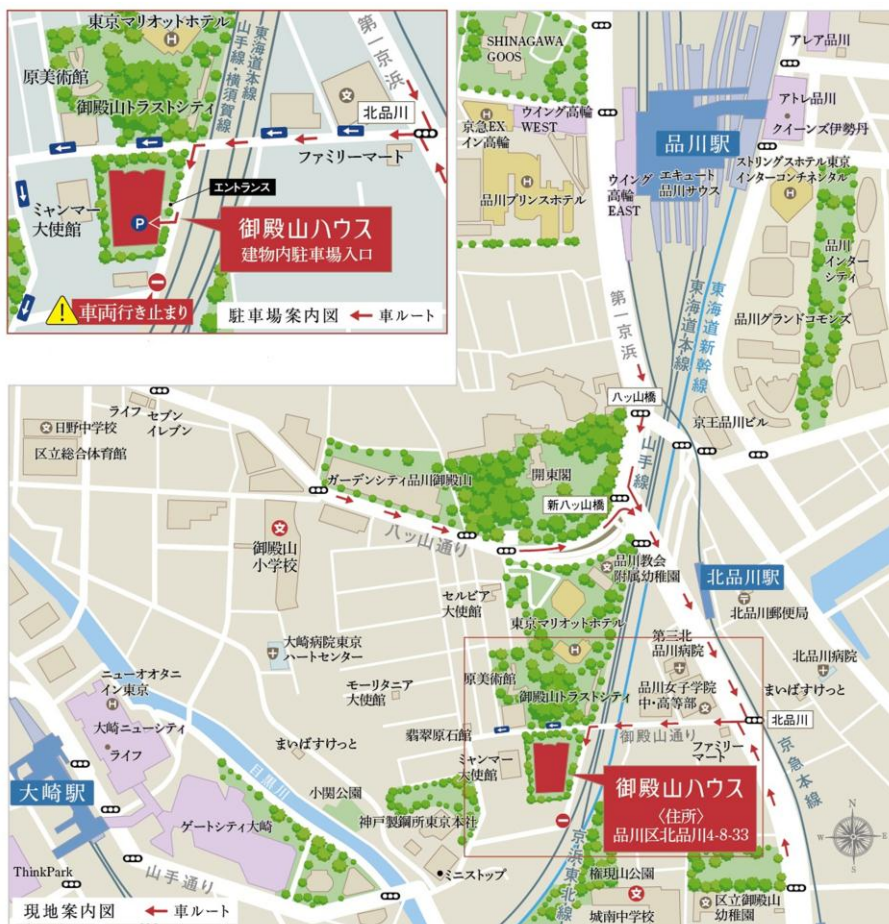 東京マリオットホテル
H
原美術館
御殿山トラストシティ
東海道本線
山手線・横須賀線
第一京浜
文
北品川
ファミリーマート
エントランス
ミャンマー
大使館
P
御殿山ハウス
建物内駐車場入口
車両行き止まり
駐車場案内図
車ルート
SHINAGAWA
GOOS
アレア品川
京急EX
イン高輪
ウイング高輪
WEST
アトレ品川
クイーンズ伊勢丹
品川駅
ストリングスホテル東京
インターコンチネンタル
品川プリンスホテル
ウイング
高輪
EAST
エキュート
品川サウス
品川
インター
シティ
品川グランドコモンズ
第一京浜
東海道本線
東海道新幹線
八ッ山橋
山手線
京王品川ビル
ライフ
セブン
イレブン
日野中学校
区立総合体育館
ガーデンシティ品川御殿山
開東閣
新八ッ山橋
八ッ山通り
御殿山
小学校
品川教会
附属幼稚園
北品川駅
北品川郵便局
セルビア
大使館
東京マリオットホテル
第三北
品川病院
北品川病院
大崎病院東京
ハートセンター
モーリタニア
大使館
原美術館
御殿山トラストシティ
品川女子学院
中・高等部
まいばすけっと
北品川
ニューオオタニ
イン東京
大崎ニューシティ
ライフ
翡翠原石館
御殿山通り
ファミリー
マート
まいばすけっと
目黒川
ミャンマー
大使館
京急本線
大崎駅
小関公園
御殿山ハウス
〈住所〉
品川区北品川4-8-33
ゲートシティ大崎
神戸製鋼所東京本社
N
W
E
S
京浜東北線
ThinkPark
山手通り
ミニストップ
権現山公園
城南中学校
区立御殿山
幼稚園
現地案内図
車ルート